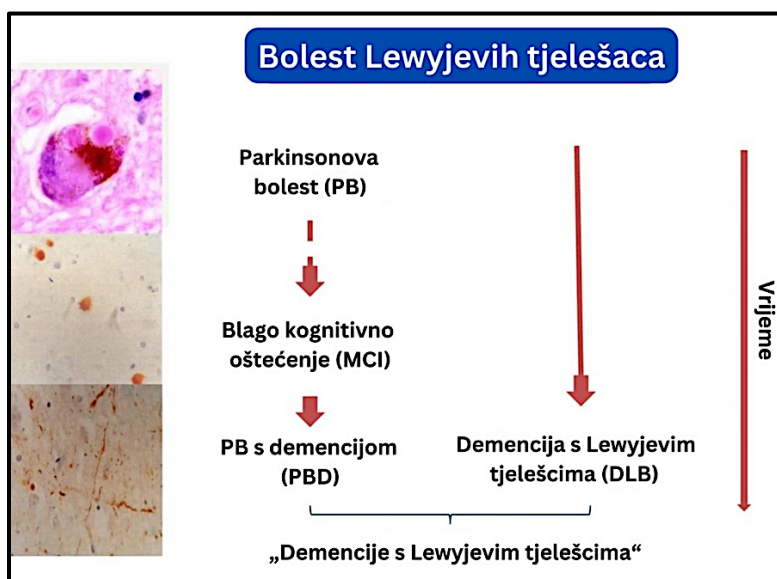 Bolest Lewyjevih tjelešaca
Parkinsonova
bolest (PB)
Blago kognitivno
oštećenje (MCI)
PB s demencijom
(PBD)
Demencija s Lewyjevim
tjelešcima (DLB)
Vrijeme
„Demencije s Lewyjevim tjelešcima“